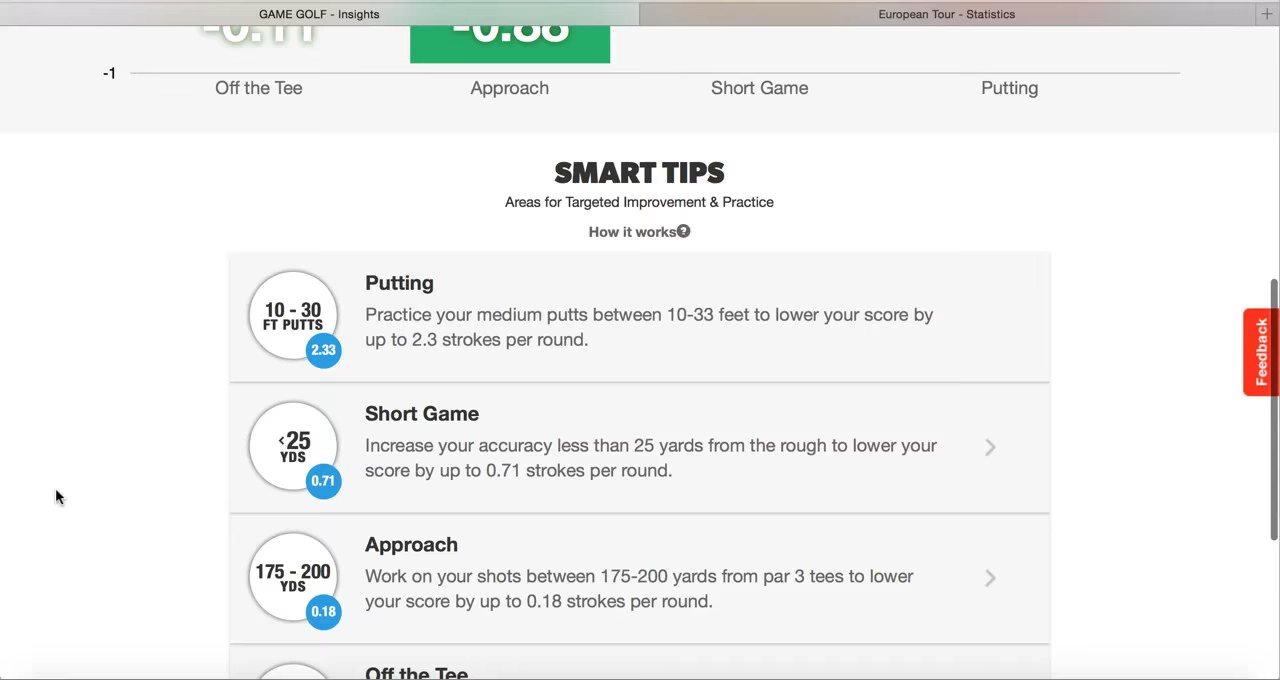 GAME GOLF - Insights
European Tour - Statistics
+
-0.11
-0.88
-1
Off the Tee
Approach
Short Game
Putting
SMART TIPS
Areas for Targeted Improvement & Practice
How it works?
10 - 30
FT PUTTS
2.33
Putting
Practice your medium putts between 10-33 feet to lower your score by
up to 2.3 strokes per round.
Feedback
<25
YDS
0.71
Short Game
Increase your accuracy less than 25 yards from the rough to lower your
score by up to 0.71 strokes per round.
175 - 200
YDS
0.18
Approach
Work on your shots between 175-200 yards from par 3 tees to lower
your score by up to 0.18 strokes per round.
Off the Tee